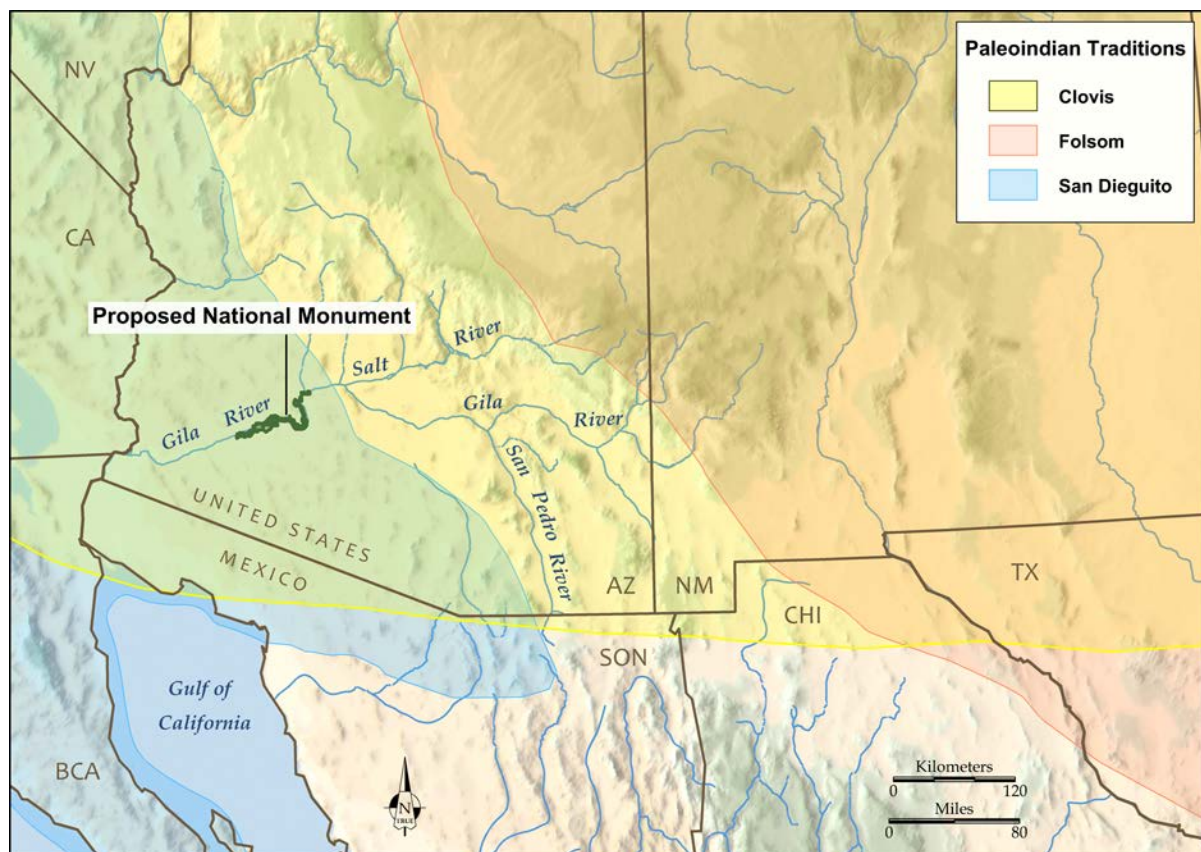 Paleoindian Traditions
Clovis
Folsom
San Dieguito
NV
CA
Proposed National Monument
Salt River
Gila River
Gila River
San Pedro River
UNITED STATES
MEXICO
AZ
NM
TX
CHI
SON
Gulf of
California
BCA
N
TRUE
Kilometers
0 120
Miles
0 80